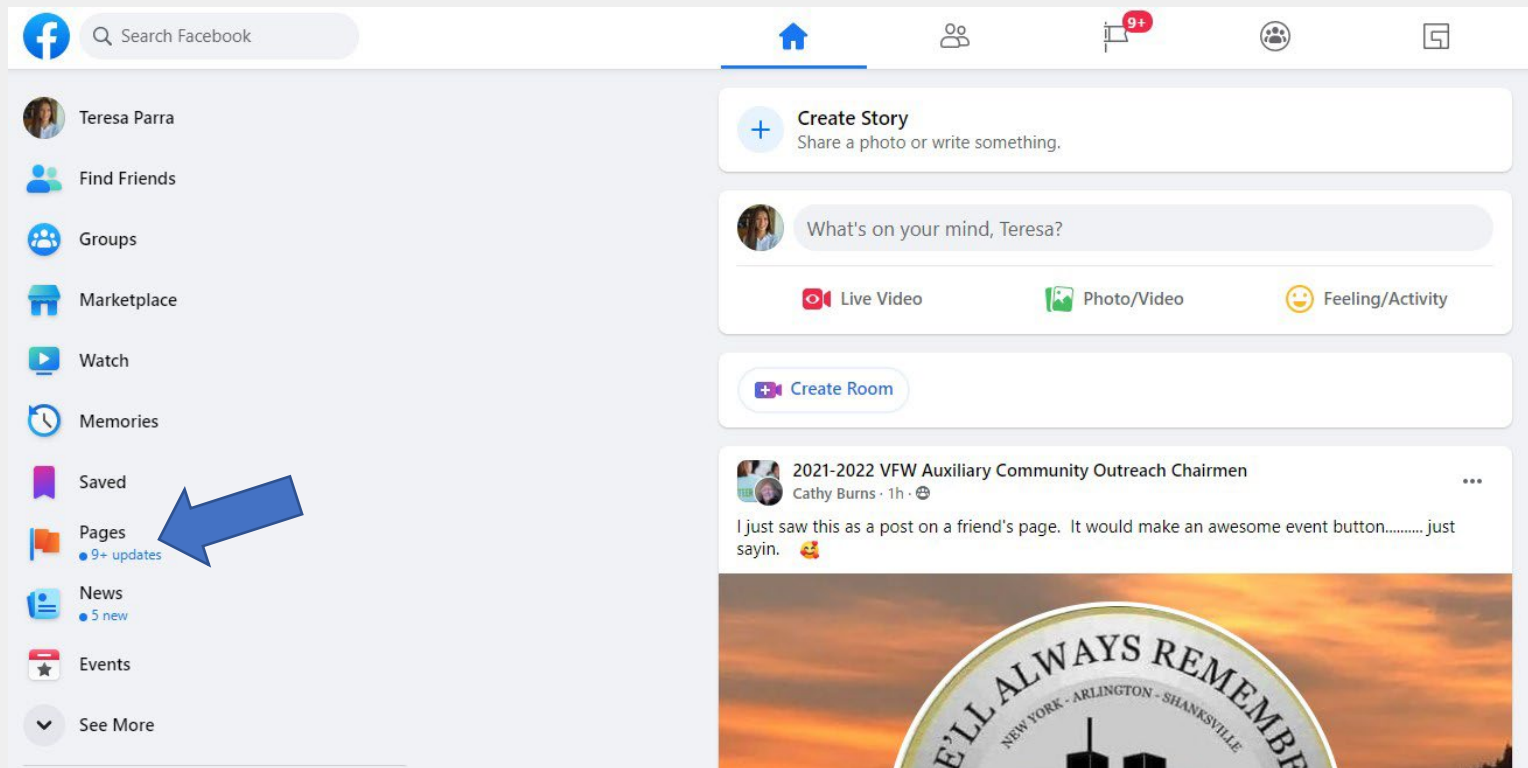 Search Facebook
9+
Teresa Parra
Find Friends
Groups
Marketplace
Watch
Memories
Saved
Pages
9+ updates
News
5 new
Events
See More
Create Story
Share a photo or write something.
What's on your mind, Teresa?
Live Video
Photo/Video
Feeling/Activity
Create Room
2021-2022 VFW Auxiliary Community Outreach Chairmen
Cathy Burns · 1h ·
I just saw this as a post on a friend's page. It would make an awesome event button.......... just
sayin.
E'LL ALWAYS REMEMBE
NEW YORK - ARLINGTON - SHANKSVILLE